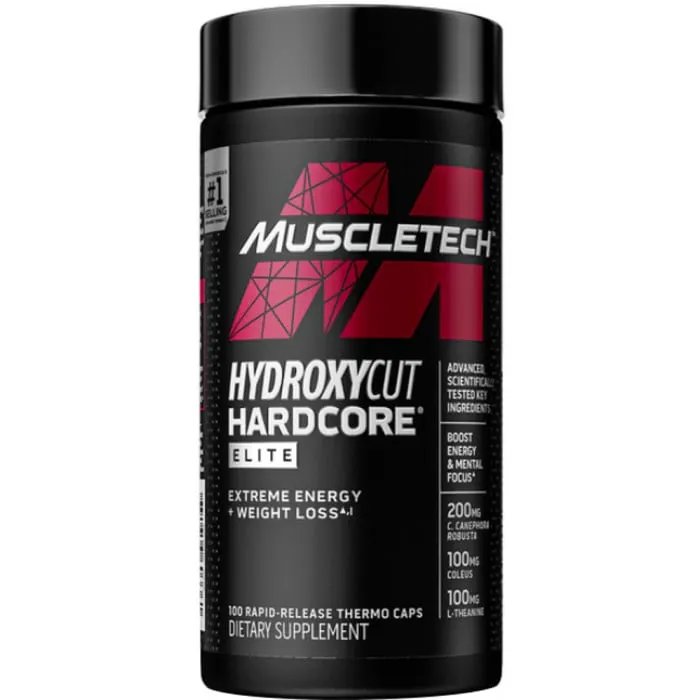 #1
SELLING
MUSCLETECH
HYDROXYCUT
HARDCORE®
ELITE
EXTREME ENERGY
+ WEIGHT LOSS
100 RAPID-RELEASE THERMO CAPS
DIETARY SUPPLEMENT
ADVANCED,
SCIENTIFICALLY
TESTED KEY
INGREDIENTS
BOOST
ENERGY
& MENTAL
FOCUS
200MG
C. CANEPHORA
ROBUSTA
100MG
COLEUS
100MG
L-THEANINE